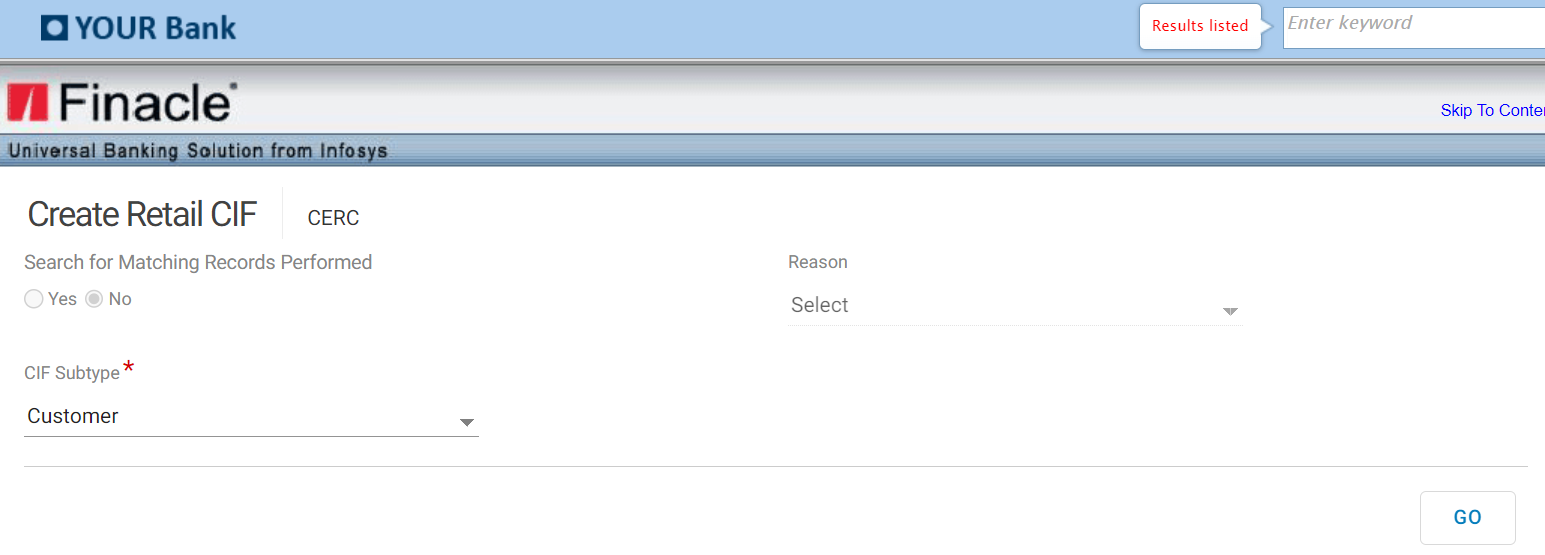 YOUR Bank
Results listed
Enter keyword
Finacle
Skip To Conter
Universal Banking Solution from Infosys
Create Retail CIF
CERC
Search for Matching Records Performed
Reason
Yes No
Select
CIF Subtype*
Customer
GO